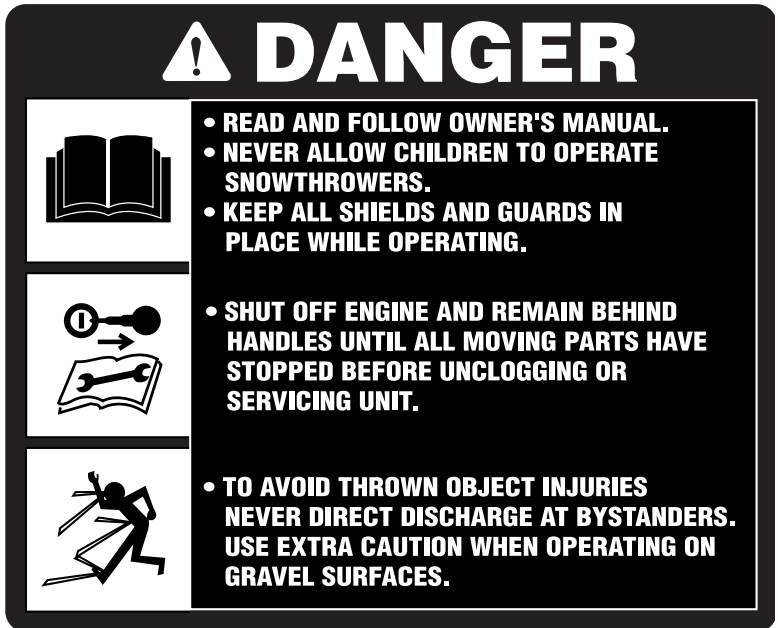 DANGER
• READ AND FOLLOW OWNER'S MANUAL.
• NEVER ALLOW CHILDREN TO OPERATE
SNOWTHROWERS.
• KEEP ALL SHIELDS AND GUARDS IN
PLACE WHILE OPERATING.
• SHUT OFF ENGINE AND REMAIN BEHIND
HANDLES UNTIL ALL MOVING PARTS HAVE
STOPPED BEFORE UNCLOGGING OR
SERVICING UNIT.
• TO AVOID THROWN OBJECT INJURIES
NEVER DIRECT DISCHARGE AT BYSTANDERS.
USE EXTRA CAUTION WHEN OPERATING ON
GRAVEL SURFACES.